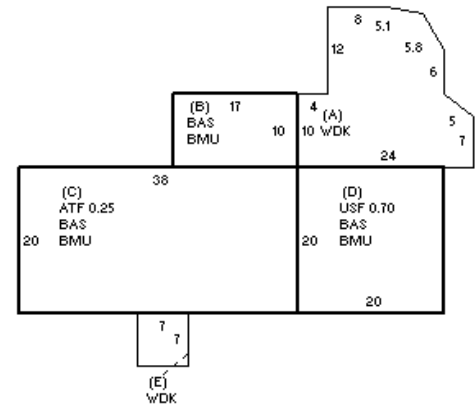 8
5.1
12
5.8
6
(B) 17
BAS
BMU
10
4
(A)
10 WDK
5
7
24
38
(C)
ATF 0.25
BAS
20 BMU
(D)
USF 0.70
BAS
20 BMU
20
7
7
(E)
WDK